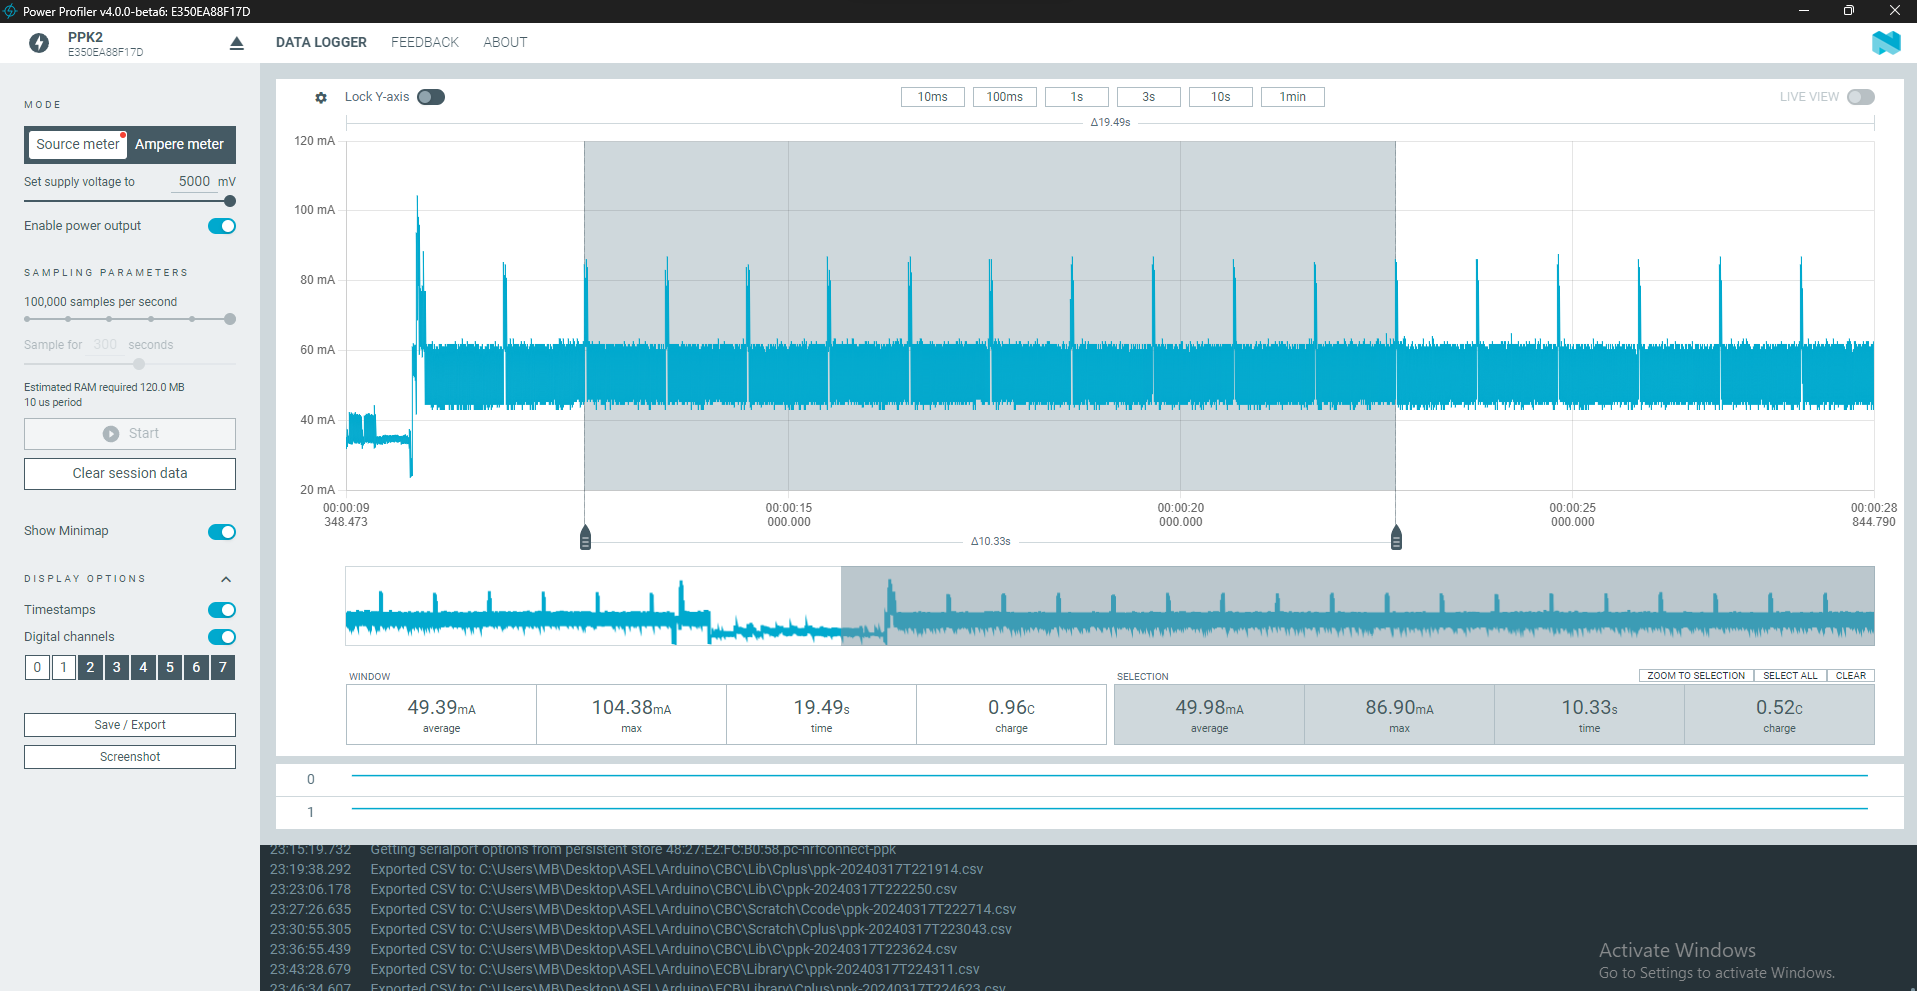 Power Profiler v4.0.0-beta6: E350EA88F17D
PPK2
E350EA88F17D
DATA LOGGER
FEEDBACK
ABOUT
MODE
Source meter
Ampere meter
Set supply voltage to 5000 mV
Enable power output
SAMPLING PARAMETERS
100,000 samples per second
Sample for 300 seconds
Estimated RAM required 120.0 MB
10 us period
Start
Clear session data
Show Minimap
DISPLAY OPTIONS
Timestamps
Digital channels
0 1 2 3 4 5 6 7
Save / Export
Screenshot
Lock Y-axis
10ms
100ms
1s
3s
10s
1min
LIVE VIEW
Δ19.49s
120 mA
100 mA
80 mA
60 mA
40 mA
20 mA
00:00:09
348.473
00:00:15
000.000
00:00:20
000.000
00:00:25
000.000
00:00:28
844.790
Δ10.33s
WINDOW
49.39mA
average
104.38mA
max
19.49s
time
0.96C
charge
SELECTION
ZOOM TO SELECTION
SELECT ALL
CLEAR
49.98mA
average
86.90mA
max
10.33s
time
0.52C
charge
0
1
23:15:19.732 Getting serialport options from persistent store 48:27:E2:FC:B0:58.pc-nrfconnect-ppk
23:19:38.292 Exported CSV to: C:\Users\MB\Desktop\ASEL\Arduino\CBC\Lib\Cplus\ppk-20240317T221914.csv
23:23:06.178 Exported CSV to: C:\Users\MB\Desktop\ASEL\Arduino\CBC\Lib\C\ppk-20240317T222250.csv
23:27:26.635 Exported CSV to: C:\Users\MB\Desktop\ASEL\Arduino\CBC\Scratch\Ccode\ppk-20240317T222714.csv
23:30:55.305 Exported CSV to: C:\Users\MB\Desktop\ASEL\Arduino\CBC\Scratch\Cplus\ppk-20240317T223043.csv
23:36:55.439 Exported CSV to: C:\Users\MB\Desktop\ASEL\Arduino\CBC\Lib\C\ppk-20240317T223624.csv
23:43:28.679 Exported CSV to: C:\Users\MB\Desktop\ASEL\Arduino\ECB\Library\C\ppk-20240317T224311.csv
23:46:34.607 Exported CSV to: C:\Users\MB\Desktop\ASEL\Arduino\ECB\Library\Cplus\ppk-20240317T224623.csv
Activate Windows
Go to Settings to activate Windows.